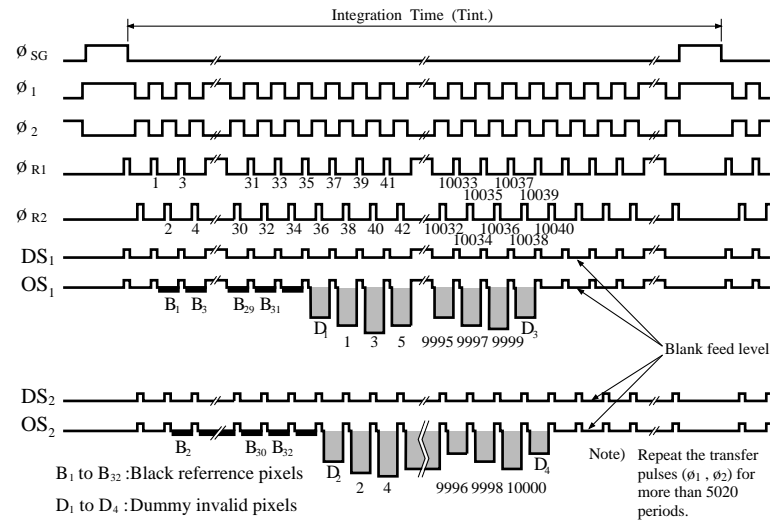 Integration Time (Tint.)
ø SG
ø 1
ø 2
ø R1
1 3 31 33 35 37 39 41 10033 10037
10035 10039
ø R2
2 4 30 32 34 36 38 40 42 10032 10036 10040
10034 10038
DS1
OS1
B1 B3 B29 B31
D1 1 3 5 9995 9997 9999 D3
Blank feed level
DS2
OS2
B2 B30 B32
D2 2 4 9996 9998 10000 D4
B1 to B32 :Black referrence pixels
D1 to D4 :Dummy invalid pixels
Note) Repeat the transfer
pulses (ø1 , ø2) for
more than 5020
periods.